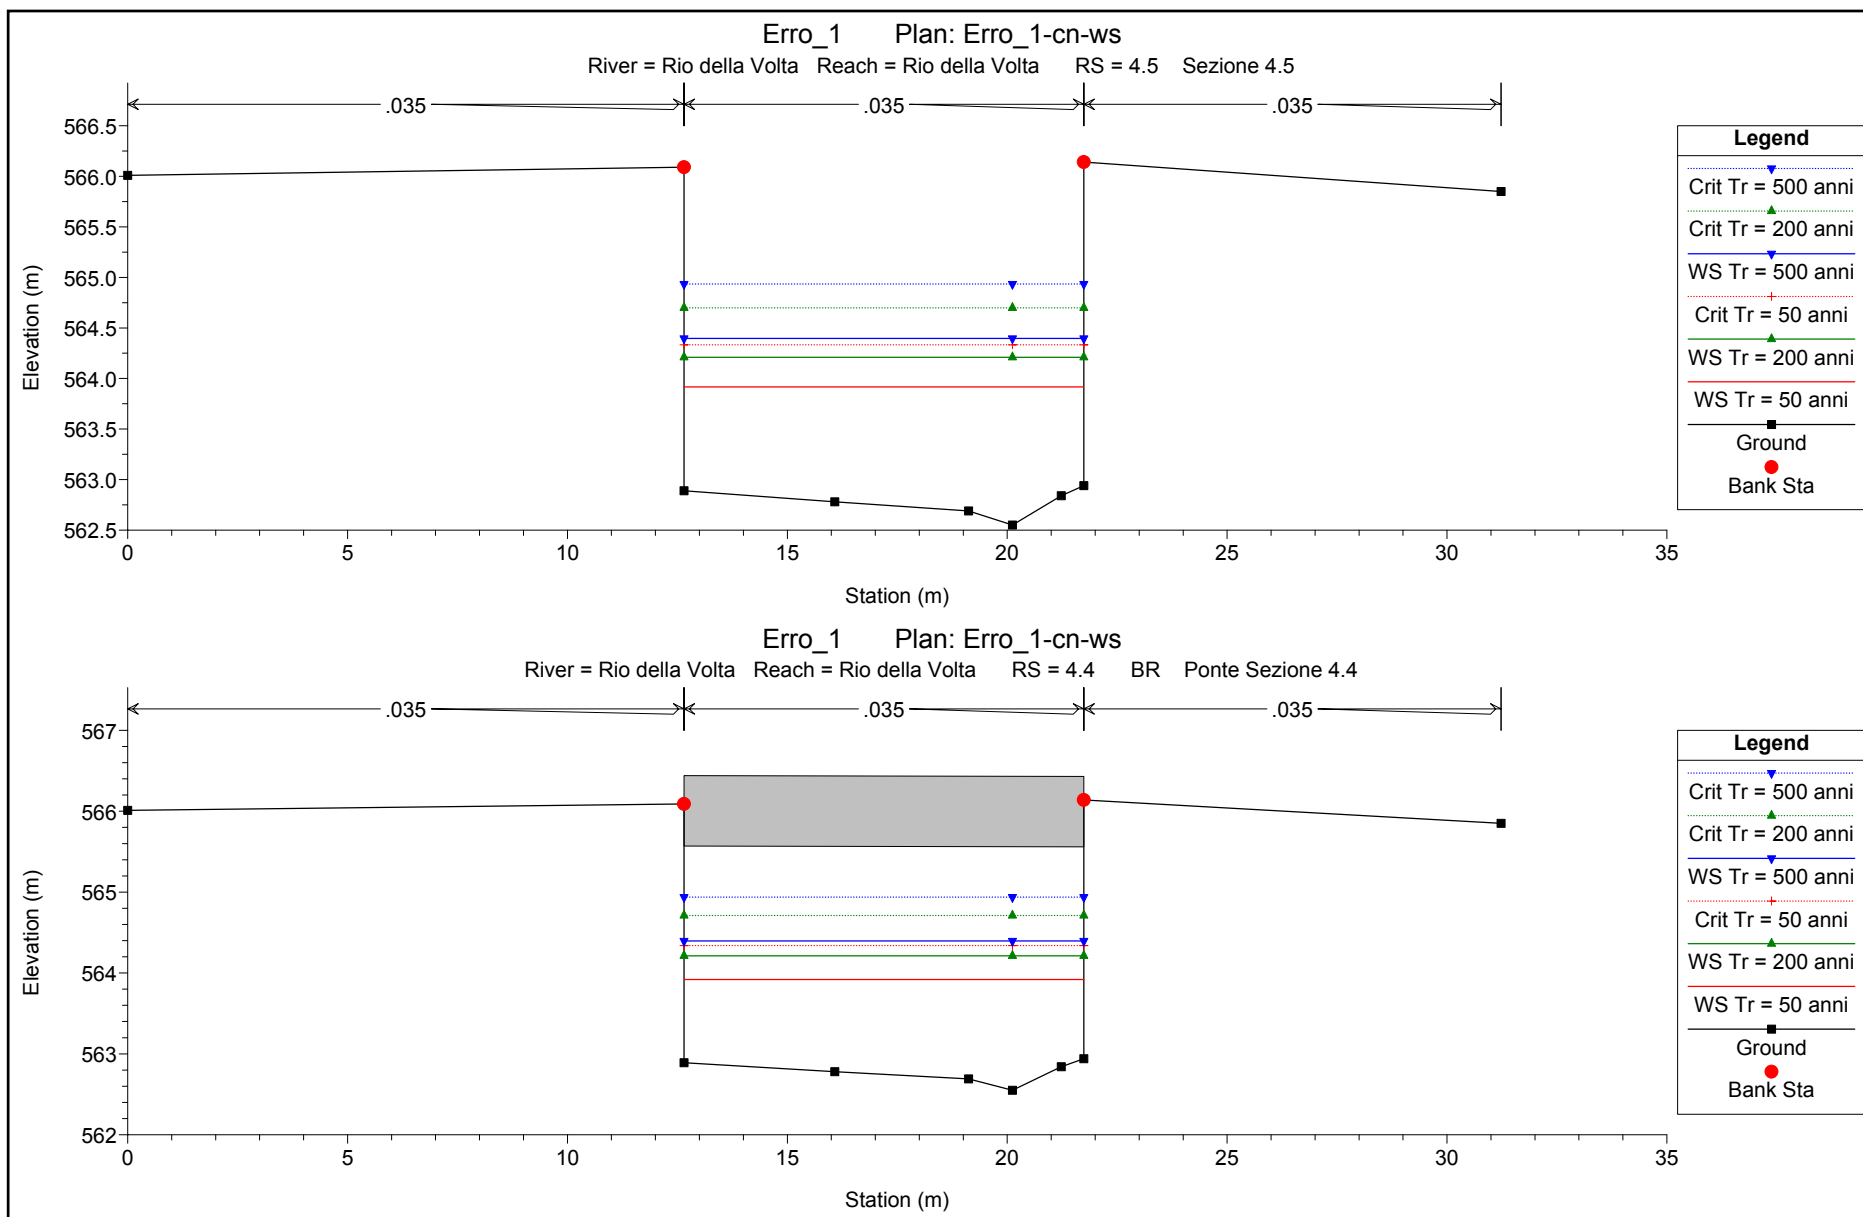 Erro_1 Plan: Erro_1-cn-ws
River = Rio della Volta Reach = Rio della Volta RS = 4.5 Sezione 4.5
.035 .035 .035
566.5
566.0
565.5
565.0
564.5
564.0
563.5
563.0
562.5
Elevation (m)
0 5 10 15 20 25 30 35
Station (m)
Legend
Crit Tr = 500 anni
Crit Tr = 200 anni
WS Tr = 500 anni
Crit Tr = 50 anni
WS Tr = 200 anni
WS Tr = 50 anni
Ground
Bank Sta
Erro_1 Plan: Erro_1-cn-ws
River = Rio della Volta Reach = Rio della Volta RS = 4.4 BR Ponte Sezione 4.4
.035 .035 .035
567
566
565
564
563
562
Elevation (m)
0 5 10 15 20 25 30 35
Station (m)
Legend
Crit Tr = 500 anni
Crit Tr = 200 anni
WS Tr = 500 anni
Crit Tr = 50 anni
WS Tr = 200 anni
WS Tr = 50 anni
Ground
Bank Sta